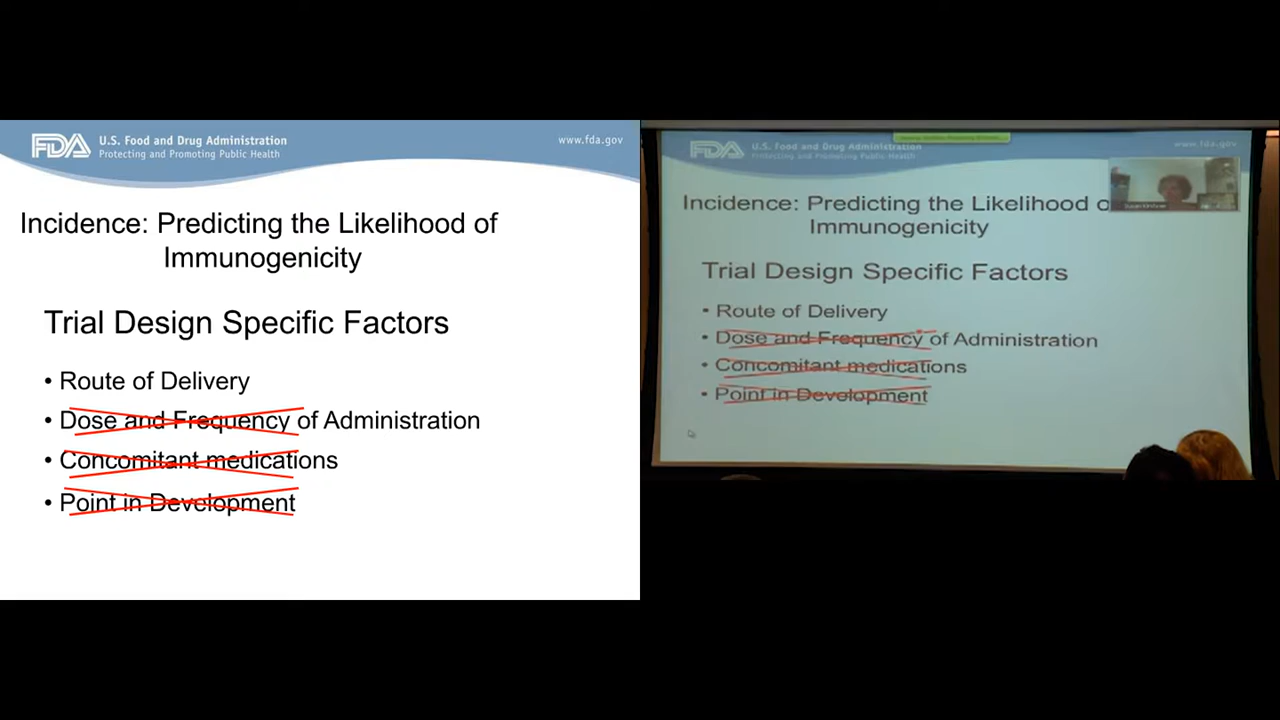 FDA
U.S. Food and Drug Administration
Protecting and Promoting Public Health
www.fda.gov
Incidence: Predicting the Likelihood of
Immunogenicity
Trial Design Specific Factors
• Route of Delivery
• Dose and Frequency of Administration
• Concomitant medications
• Point in Development
FDA
U.S. Food and Drug Administration
Protecting and Promoting Public Health
www.fda.gov
Incidence: Predicting the Likelihood o
Immunogenicity
Trial Design Specific Factors
• Route of Delivery
• Dose and Frequency of Administration
• Concomitant medications
• Point in Development